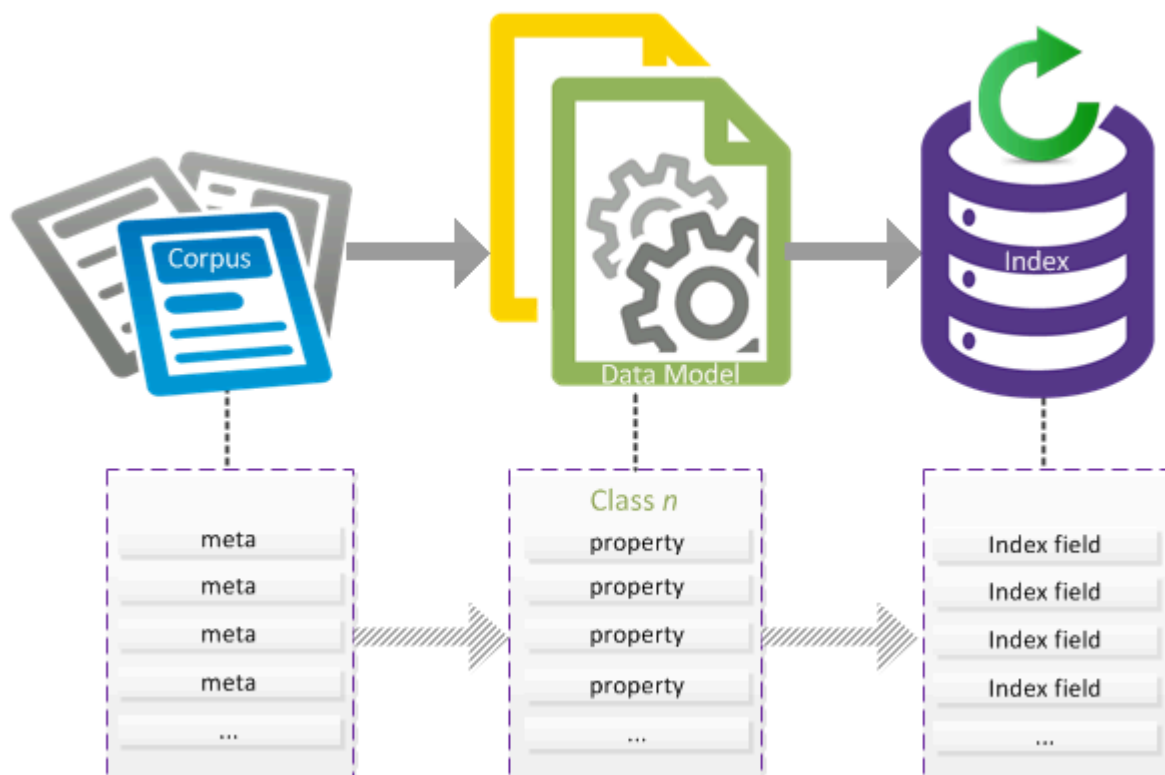 Corpus
Data Model
Index
meta
meta
meta
meta
...
Class n
property
property
property
property
...
Index field
Index field
Index field
Index field
...